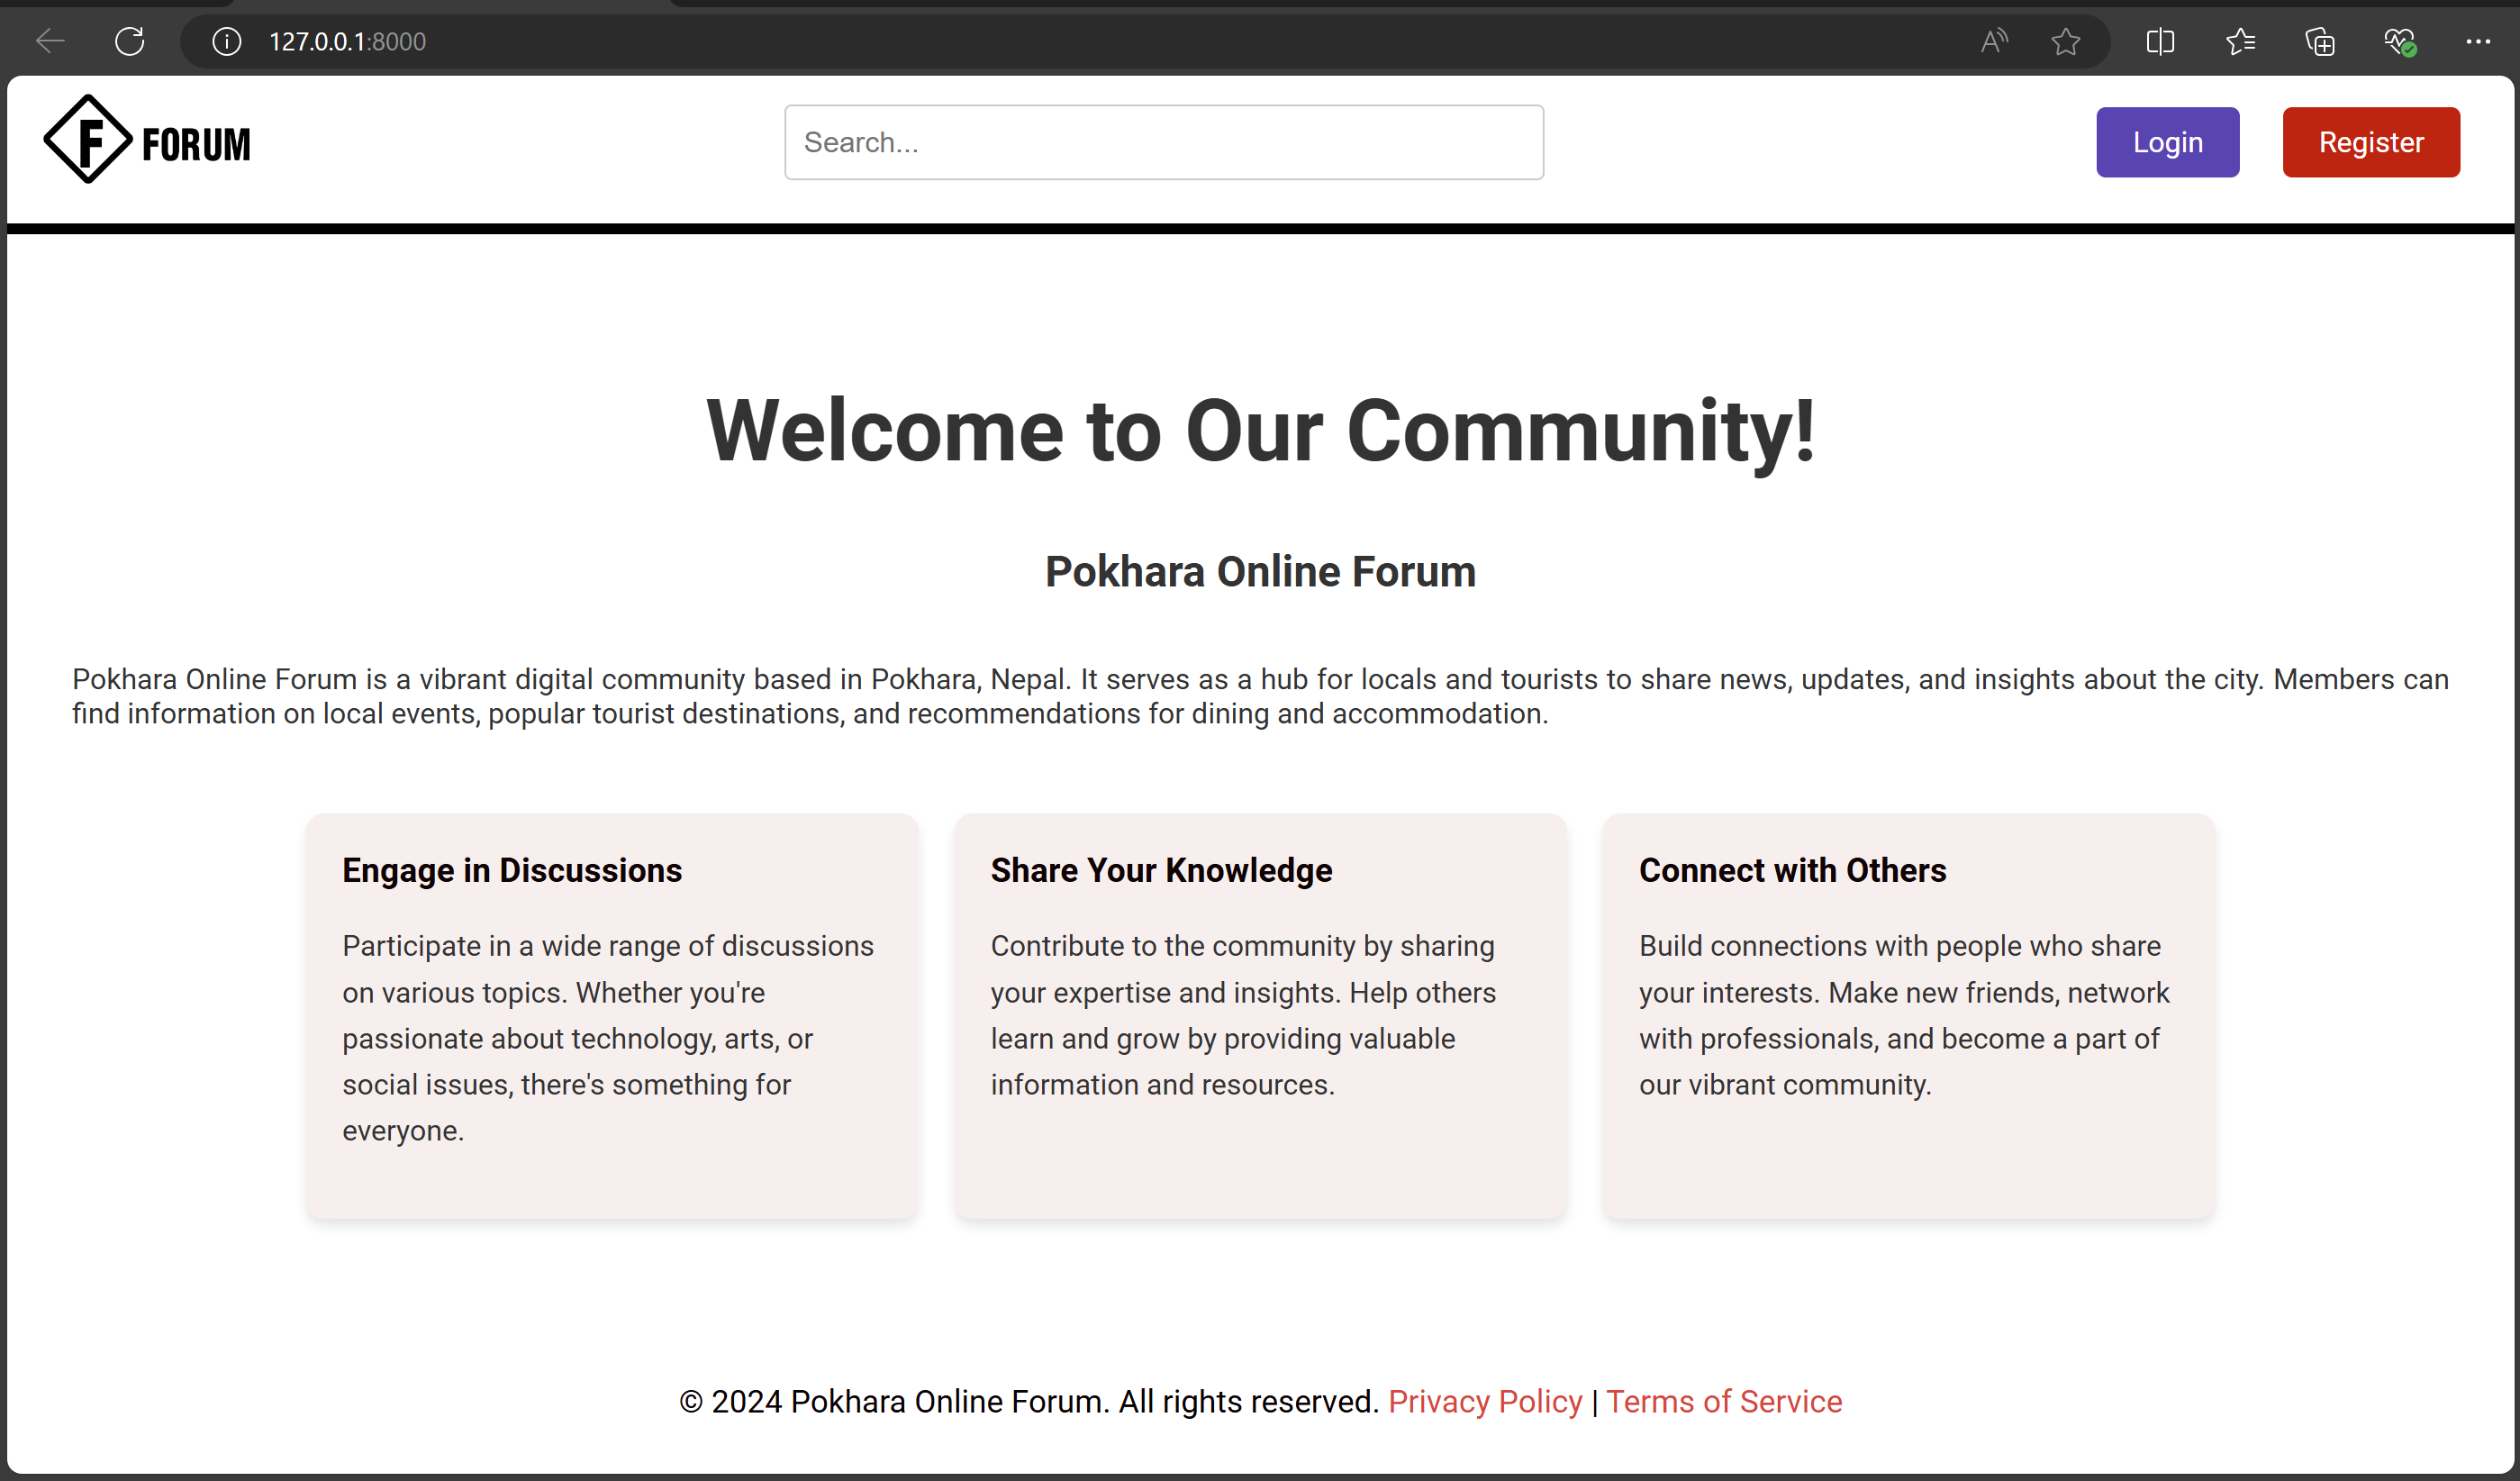 127.0.0.1:8000
F FORUM
Search...
Login
Register
Welcome to Our Community!
Pokhara Online Forum
Pokhara Online Forum is a vibrant digital community based in Pokhara, Nepal. It serves as a hub for locals and tourists to share news, updates, and insights about the city. Members can
find information on local events, popular tourist destinations, and recommendations for dining and accommodation.
Engage in Discussions
Participate in a wide range of discussions
on various topics. Whether you're
passionate about technology, arts, or
social issues, there's something for
everyone.
Share Your Knowledge
Contribute to the community by sharing
your expertise and insights. Help others
learn and grow by providing valuable
information and resources.
Connect with Others
Build connections with people who share
your interests. Make new friends, network
with professionals, and become a part of
our vibrant community.
© 2024 Pokhara Online Forum. All rights reserved. Privacy Policy | Terms of Service